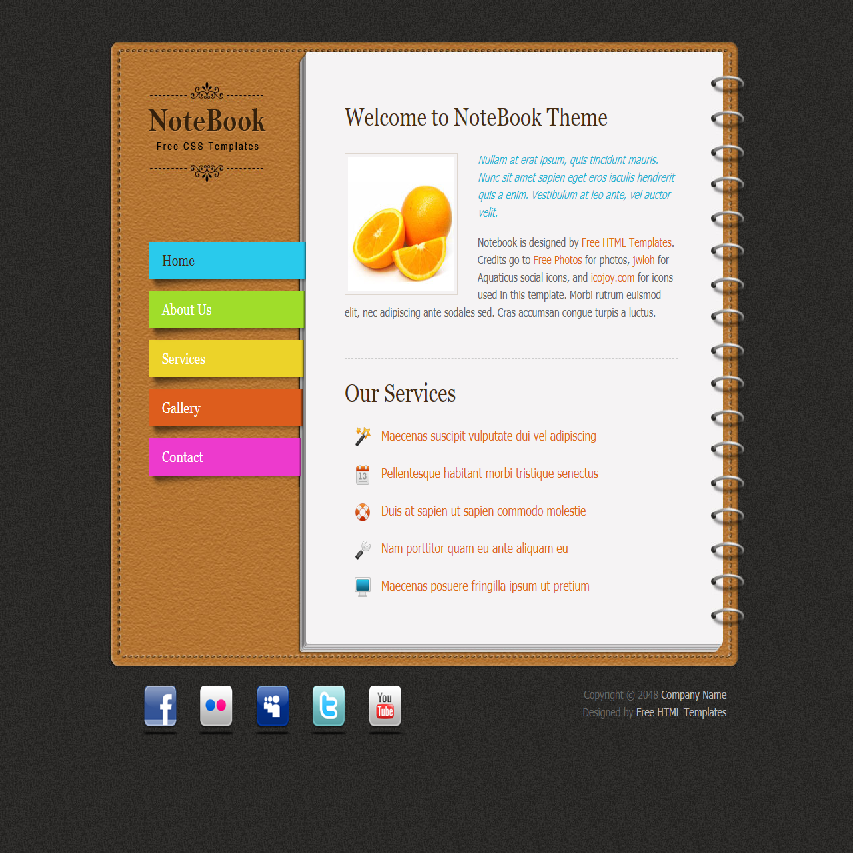 NoteBook
Free CSS Templates
Home
About Us
Services
Gallery
Contact
Welcome to NoteBook Theme
Nullam at erat ipsum, quis tincidunt mauris.
Nunc sit amet sapien eget eros iaculis hendrerit
quis a enim. Vestibulum at leo ante, vel auctor
velit.
Notebook is designed by Free HTML Templates.
Credits go to Free Photos for photos, jwloh for
Aquaticus social icons, and icojoy.com for icons
used in this template. Morbi rutrum euismod
elit, nec adipiscing ante sodales sed. Cras accumsan congue turpis a luctus.
Our Services
Maecenas suscipit vulputate dui vel adipiscing
13
Pellentesque habitant morbi tristique senectus
Duis at sapien ut sapien commodo molestie
Nam porttitor quam eu ante aliquam eu
Maecenas posuere fringilla ipsum ut pretium
f
t
You
Tube
Copyright © 2048 Company Name
Designed by Free HTML Templates